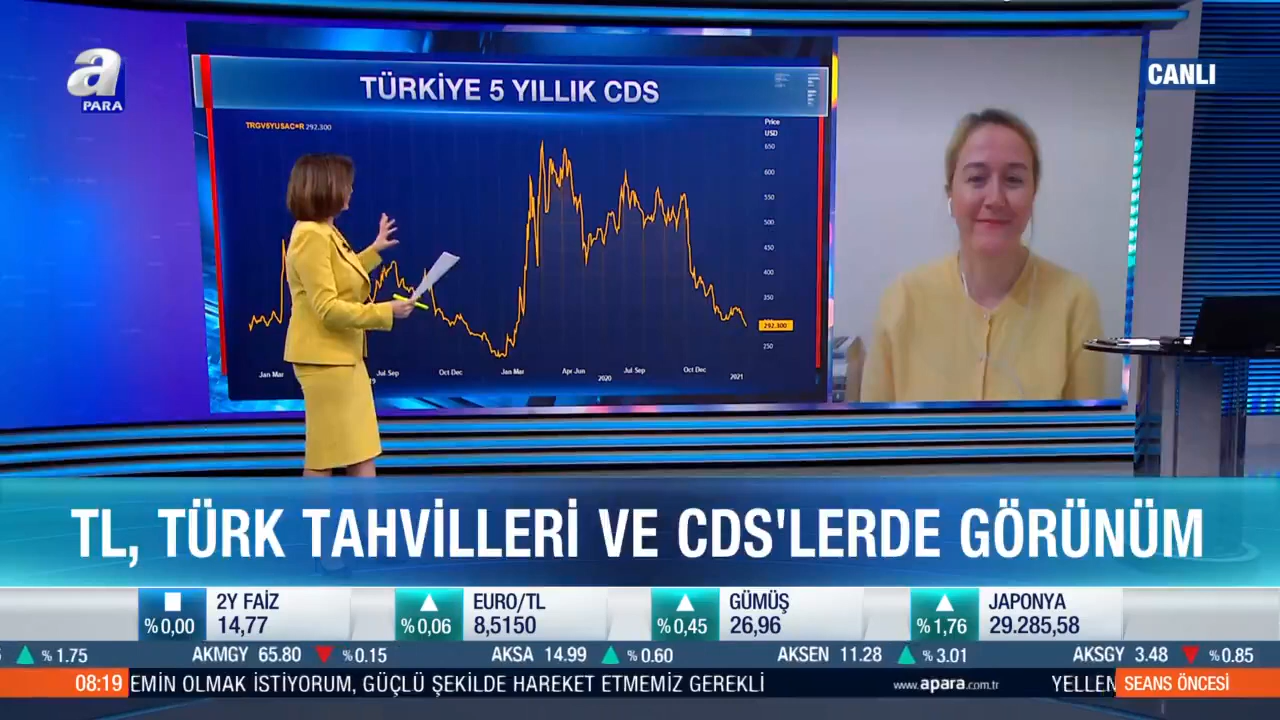 a
PARA
TÜRKİYE 5 YILLIK CDS
CANLI
TRGV5YUSAC=R 292.300
Price
USD
650
600
550
500
450
400
350
292.300
250
Jan Mar
Jul Sep
Oct Dec
Jan Mar
Apr Jun
Jul Sep
Oct Dec
2021
19
2020
TL, TÜRK TAHVİLLERİ VE CDS'LERDE GÖRÜNÜM
2Y FAİZ
% 0,00 14,77
EURO/TL
% 0,06 8,5150
GÜMÜŞ
% 0,45 26,96
JAPONYA
% 1,76 29.285,58
% 1.75 AKMGY 65.80 % 0.15 AKSA 14.99 % 0.60 AKSEN 11.28 % 3.01 AKSGY 3.48 % 0.85
08:19 EMİN OLMAK İSTİYORUM, GÜÇLÜ ŞEKİLDE HAREKET ETMEMİZ GEREKLİ www.apara.com.tr YELLEN SEANS ÖNCESİ